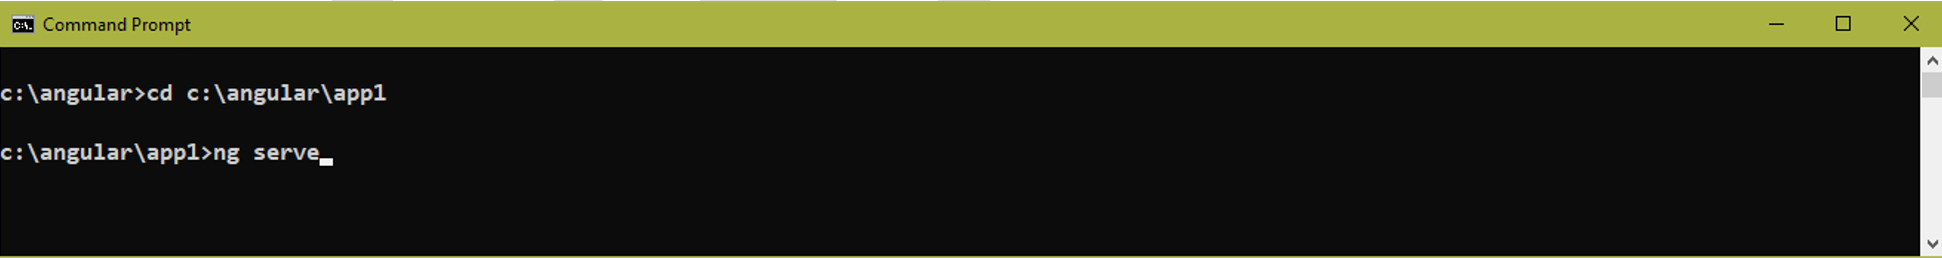 Command Prompt
c:\angular>cd c:\angular\app1
c:\angular\app1>ng serve